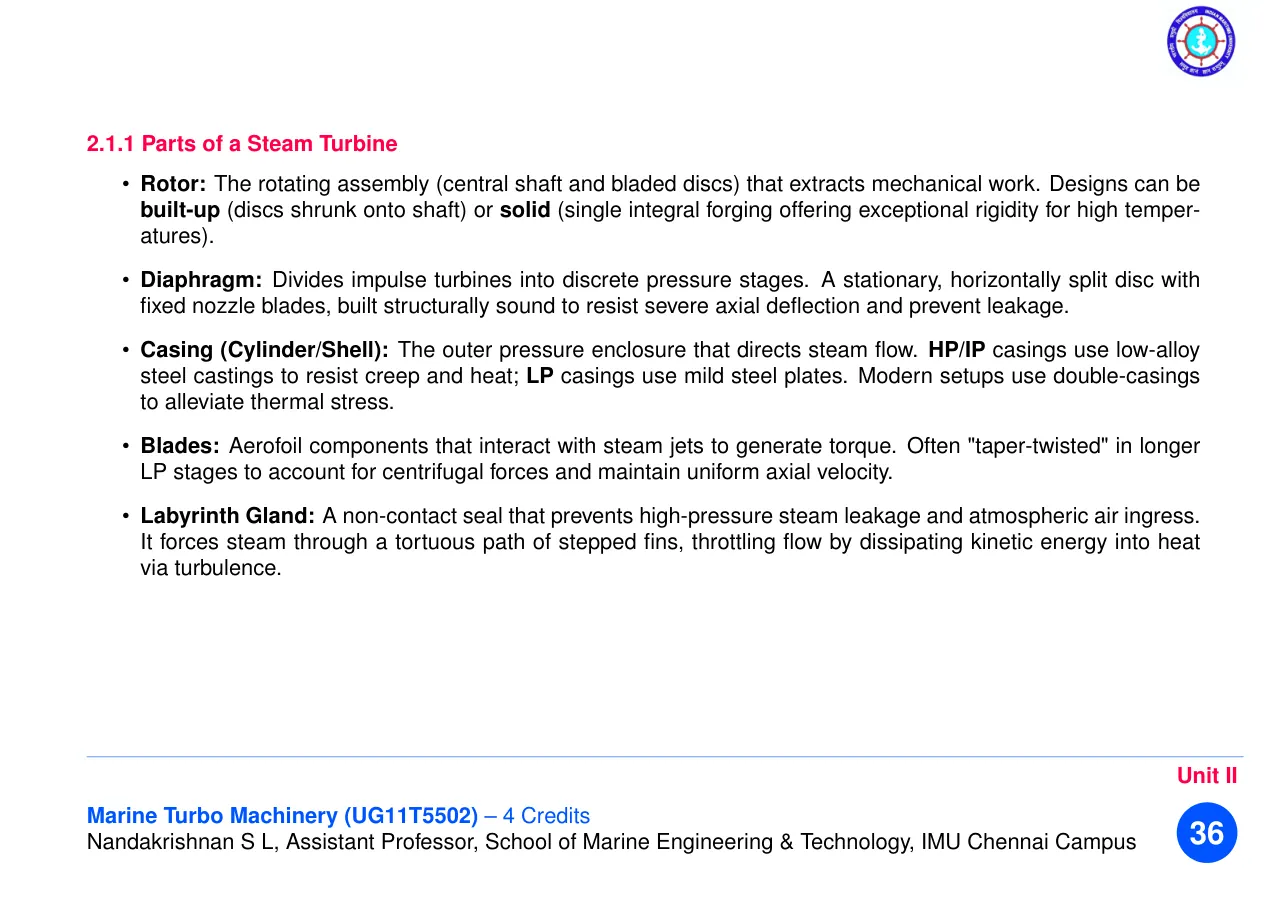 2.1.1 Parts of a Steam Turbine
• Rotor: The rotating assembly (central shaft and bladed discs) that extracts mechanical work. Designs can be
built-up (discs shrunk onto shaft) or solid (single integral forging offering exceptional rigidity for high temper-
atures).
• Diaphragm: Divides impulse turbines into discrete pressure stages. A stationary, horizontally split disc with
fixed nozzle blades, built structurally sound to resist severe axial deflection and prevent leakage.
• Casing (Cylinder/Shell): The outer pressure enclosure that directs steam flow. HP/IP casings use low-alloy
steel castings to resist creep and heat; LP casings use mild steel plates. Modern setups use double-casings
to alleviate thermal stress.
• Blades: Aerofoil components that interact with steam jets to generate torque. Often "taper-twisted" in longer
LP stages to account for centrifugal forces and maintain uniform axial velocity.
• Labyrinth Gland: A non-contact seal that prevents high-pressure steam leakage and atmospheric air ingress.
It forces steam through a tortuous path of stepped fins, throttling flow by dissipating kinetic energy into heat
via turbulence.
Unit II
Marine Turbo Machinery (UG11T5502) – 4 Credits
Nandakrishnan S L, Assistant Professor, School of Marine Engineering & Technology, IMU Chennai Campus
36